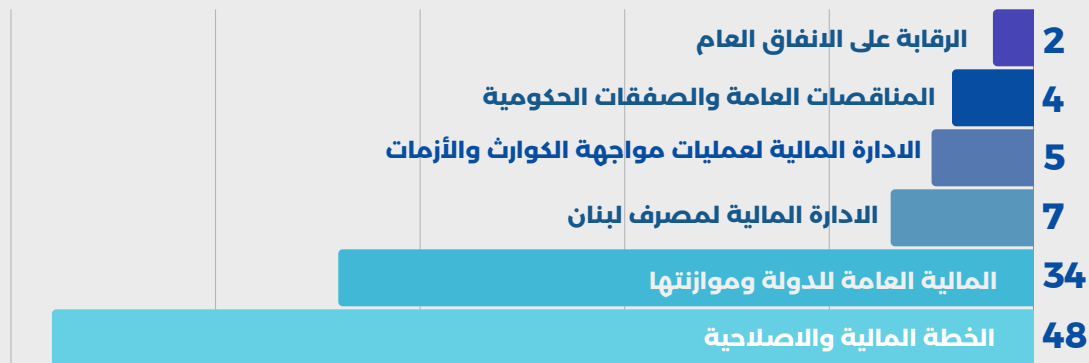 2 الرقابة على الانفاق العام
4 المناقصات العامة والصفقات الحكومية
5 الادارة المالية لعمليات مواجهة الكوارث والأزمات
7 الادارة المالية لمصرف لبنان
34 المالية العامة للدولة وموازنتها
48 الخطة المالية والاصلاحية